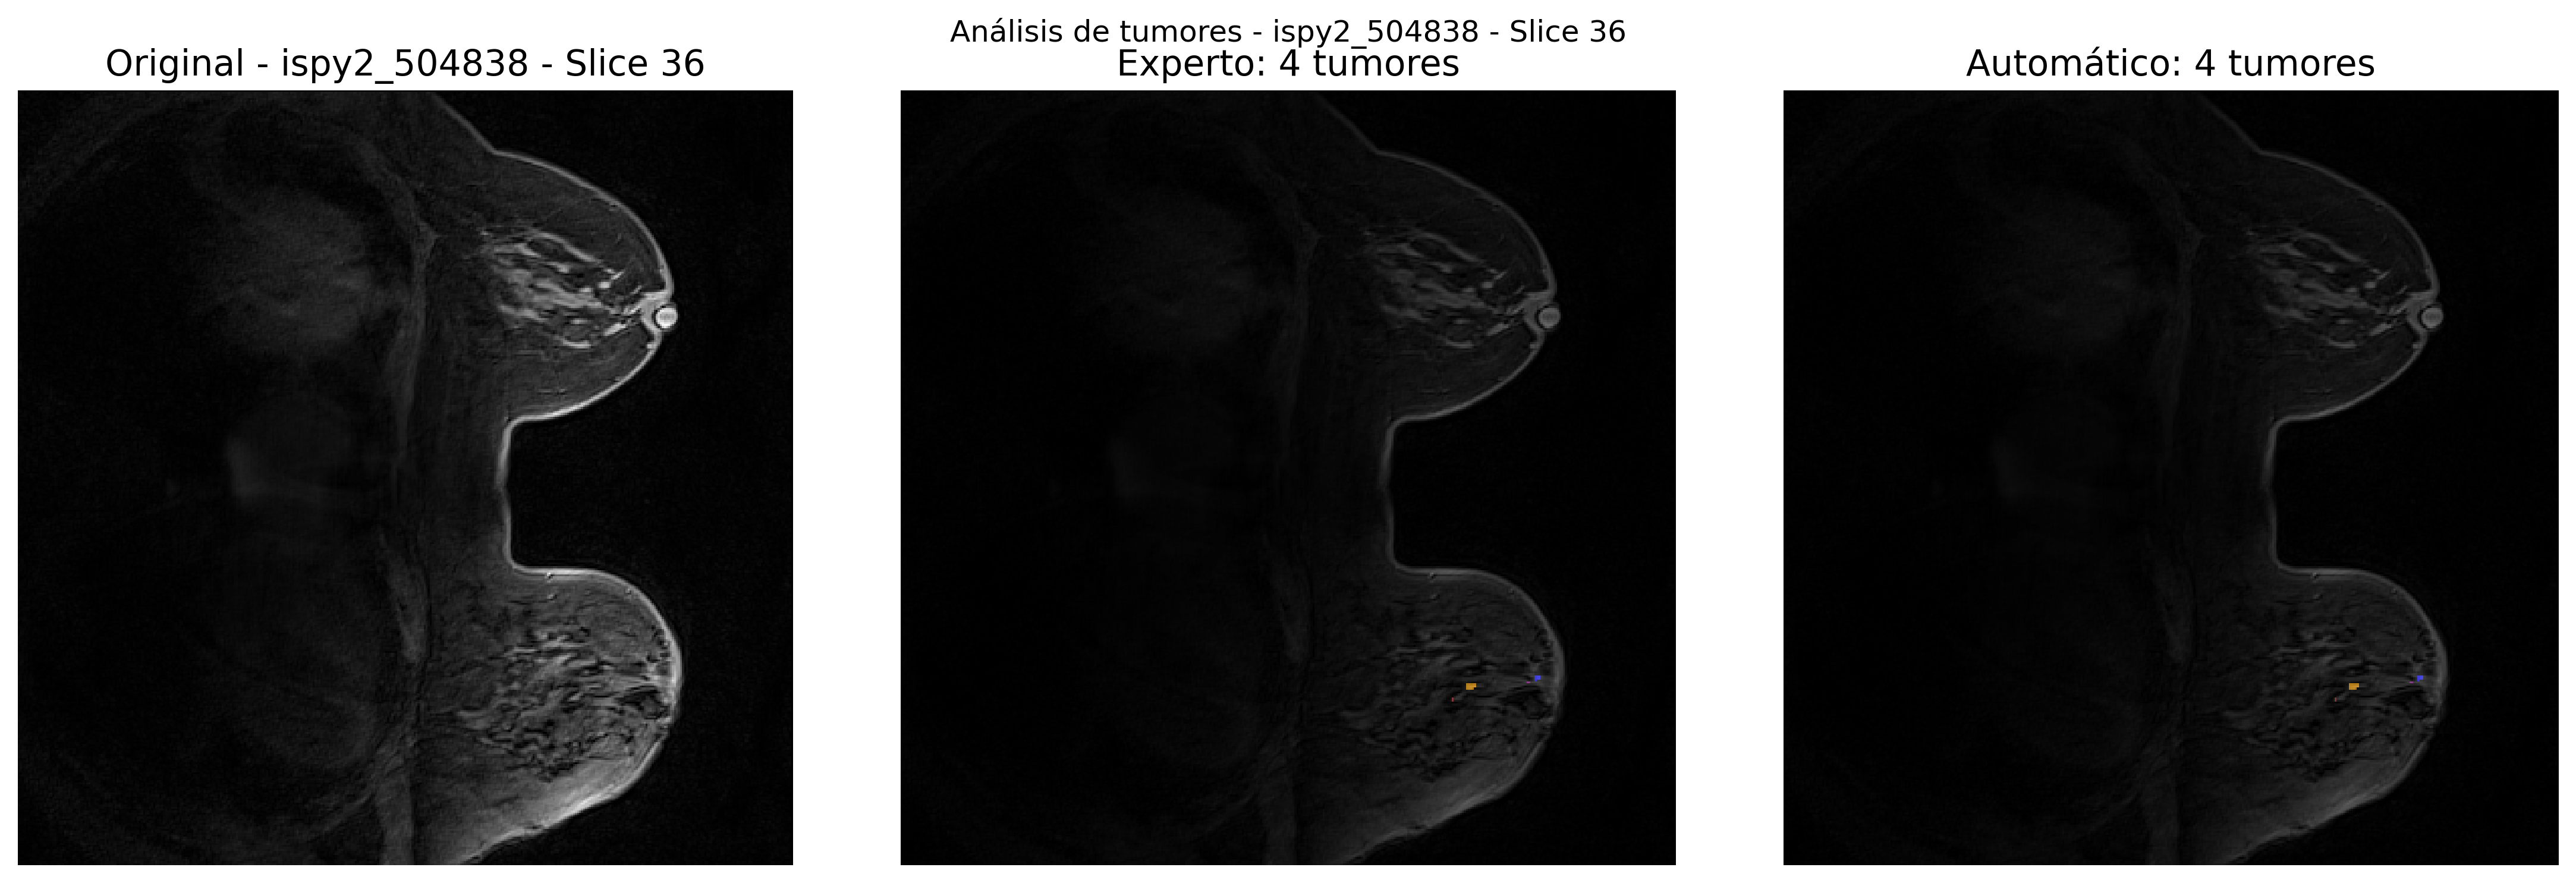 Análisis de tumores - ispy2_504838 - Slice 36
Original - ispy2_504838 - Slice 36
Experto: 4 tumores
Automático: 4 tumores